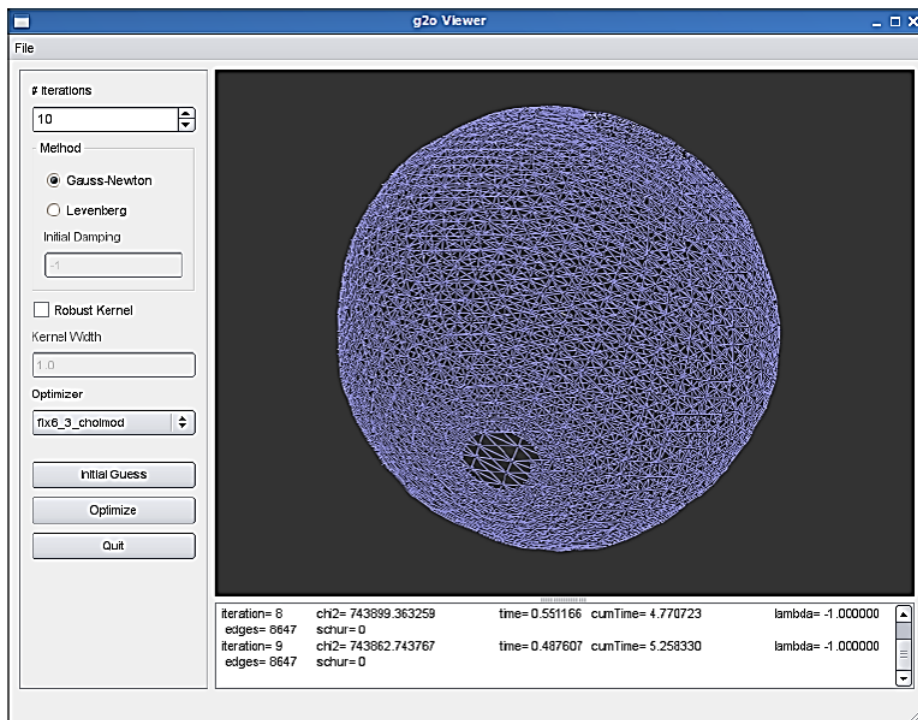 g2o Viewer
File
# Iterations
10
Method
Gauss-Newton
Levenberg
Initial Damping
-1
Robust Kernel
Kernel Width
1.0
Optimizer
fix6_3_cholmod
Initial Guess
Optimize
Quit
iteration= 8 chi2= 743899.363259 time= 0.551166 cumTime= 4.770723 lambda= -1.000000
edges= 8647 schur= 0
iteration= 9 chi2= 743862.743767 time= 0.487607 cumTime= 5.258330 lambda= -1.000000
edges= 8647 schur= 0